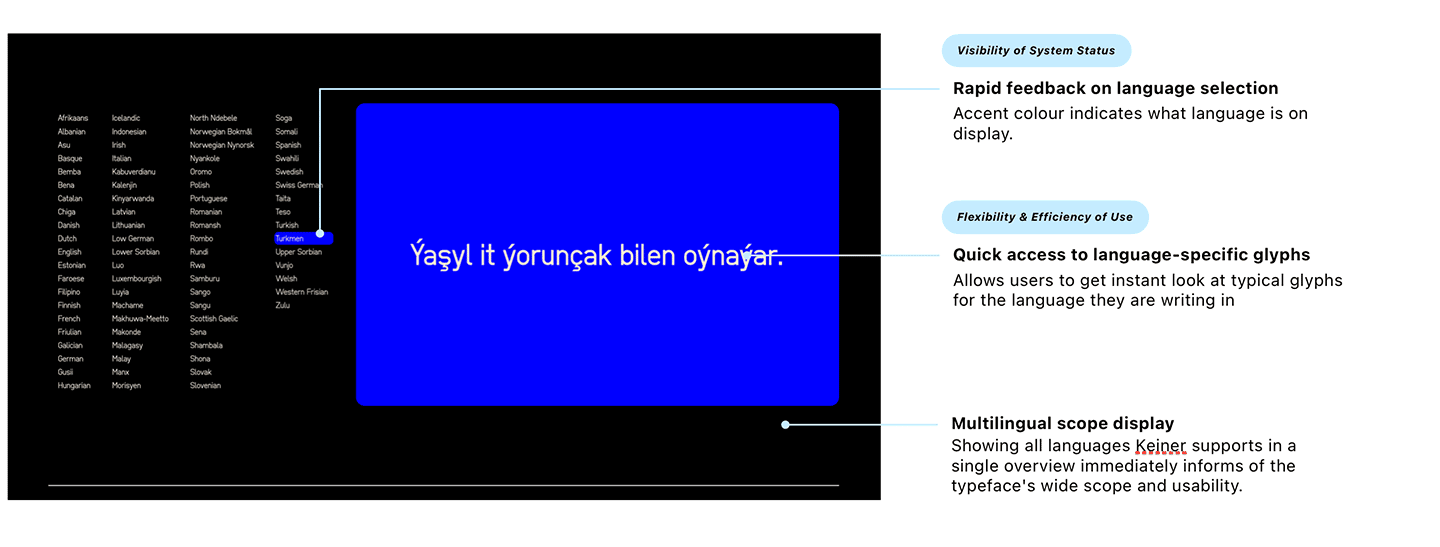 Visibility of System Status
Rapid feedback on language selection
Accent colour indicates what language is on
display.
Afrikaans
Albanian
Asu
Basque
Bemba
Bena
Catalan
Chiga
Danish
Dutch
English
Estonian
Faroese
Filipino
Finnish
French
Friulian
Galician
German
Gusii
Hungarian
Icelandic
Indonesian
Irish
Italian
Kabuverdianu
Kalenjin
Kinyarwanda
Latvian
Lithuanian
Low German
Lower Sorbian
Luo
Luxembourgish
Luyia
Machame
Makhuwa-Meetto
Makonde
Malagasy
Malay
Manx
Morisyen
North Ndebele
Norwegian Bokmål
Norwegian Nynorsk
Nyankole
Oromo
Polish
Portuguese
Romanian
Romansh
Rombo
Rundi
Rwa
Samburu
Sango
Sangu
Scottish Gaelic
Sena
Shambala
Shona
Slovak
Slovenian
Soga
Somali
Spanish
Swahili
Swedish
Swiss German
Taita
Teso
Turkish
Turkmen
Upper Sorbian
Vunjo
Welsh
Western Frisian
Zulu
Ýaşyl it ýorunçak bilen oýnaýar.
Flexibility & Efficiency of Use
Quick access to language-specific glyphs
Allows users to get instant look at typical glyphs
for the language they are writing in
Multilingual scope display
Showing all languages Keiner supports in a
single overview immediately informs of the
typeface's wide scope and usability.